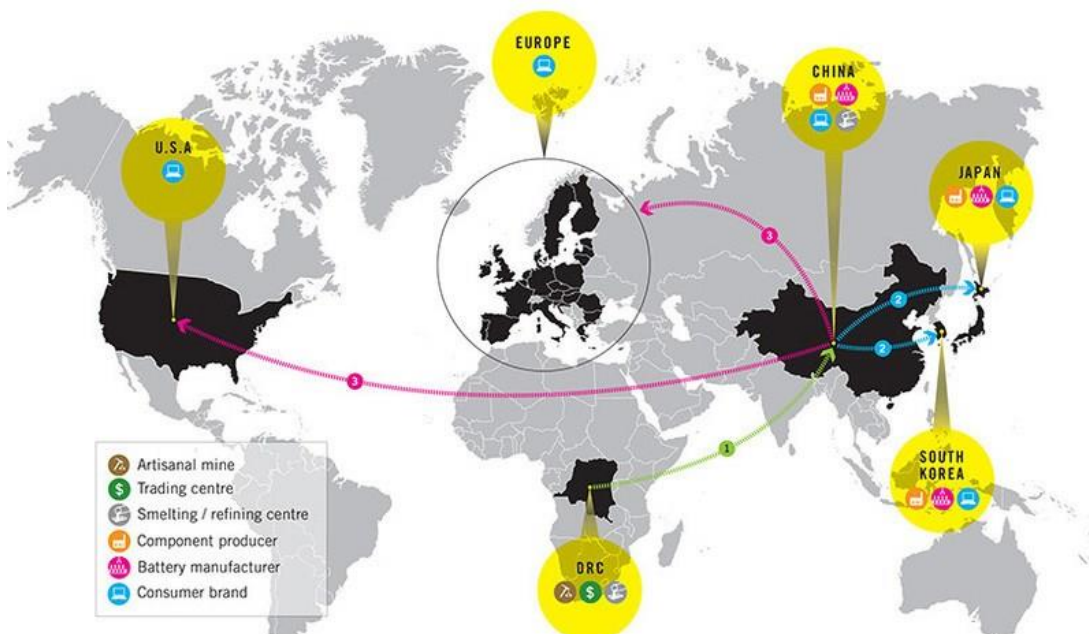 EUROPE
CHINA
U.S.A
JAPAN
3
2
2
3
1
SOUTH
KOREA
DRC
$
Artisanal mine
$ Trading centre
Smelting / refining centre
Component producer
Battery manufacturer
Consumer brand